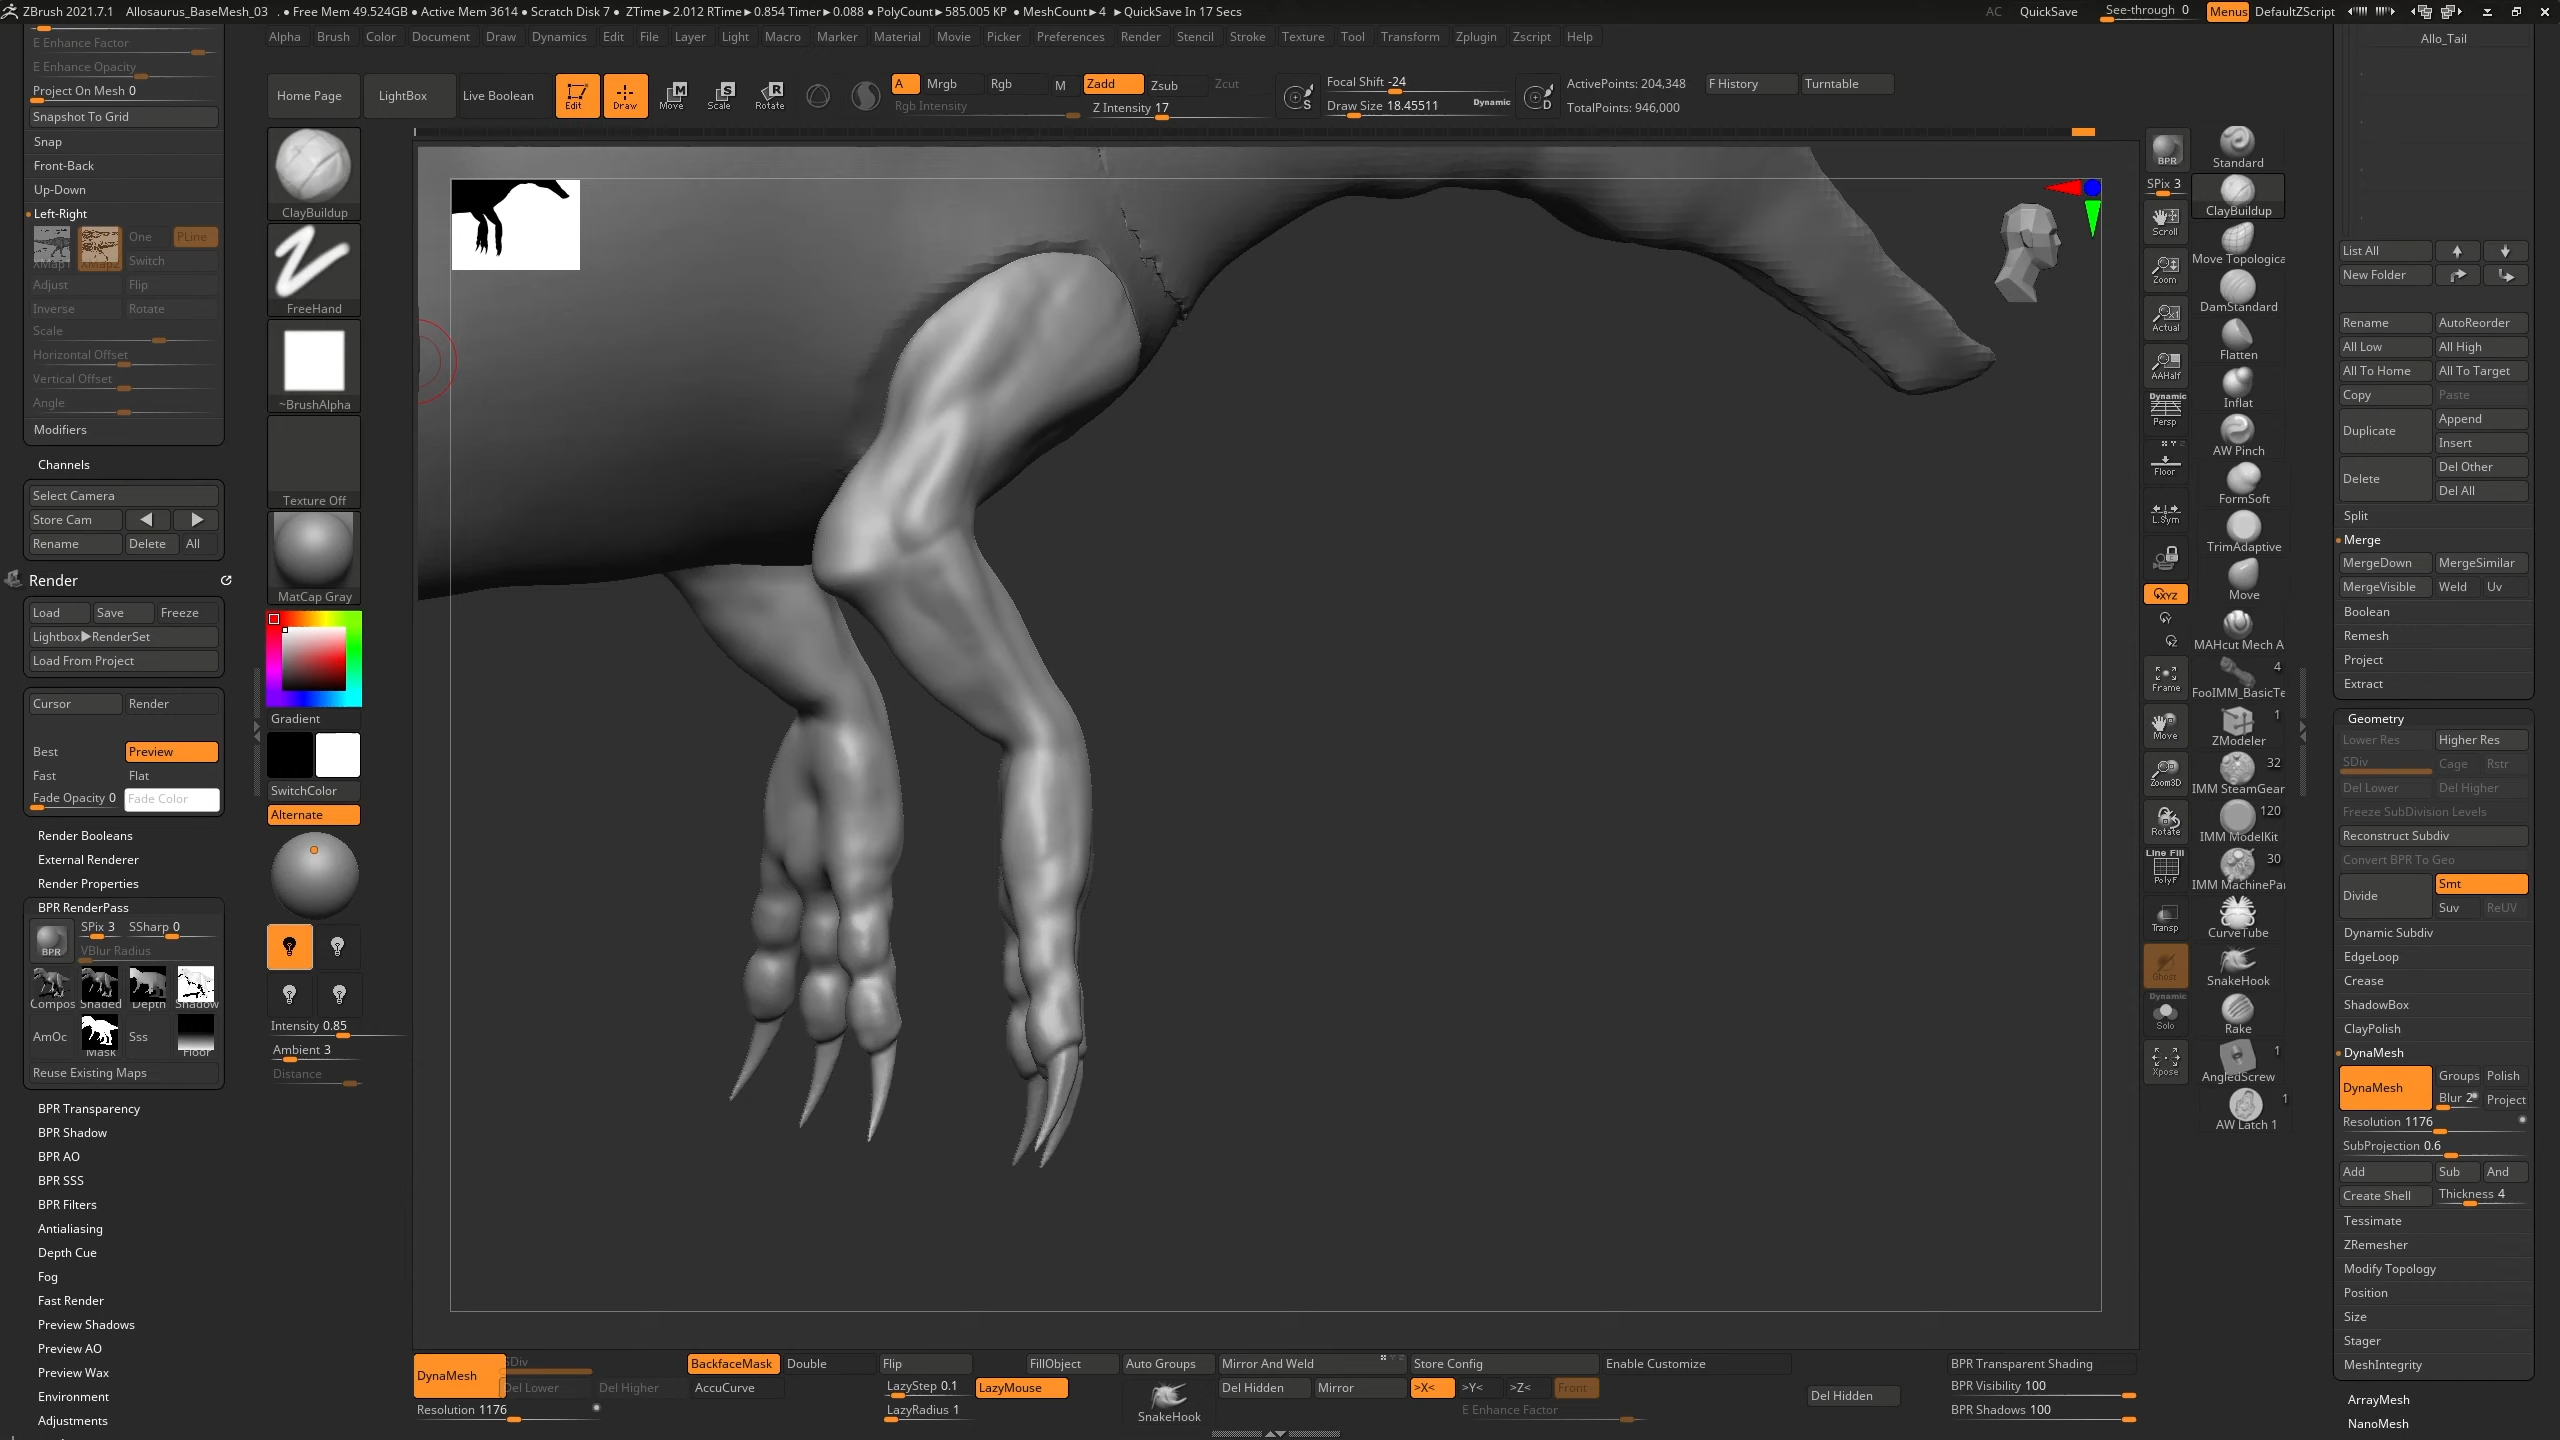 ZBrush 2021.7.1 Allosaurus_BaseMesh_03 . • Free Mem 49.524GB • Active Mem 3614 • Scratch Disk 7 • ZTime►2.012 RTime►0.854 Timer►0.088 • PolyCount►585.005 KP • MeshCount►4 ►QuickSave In 17 Secs AC QuickSave See-through 0 Menus DefaultZScript
Alpha Brush Color Document Draw Dynamics Edit File Layer Light Macro Marker Material Movie Picker Preferences Render Stencil Stroke Texture Tool Transform Zplugin Zscript Help
Home Page LightBox Live Boolean Edit Draw Move Scale Rotate
A Mrgb Rgb M Zadd Zsub Zcut
Rgb Intensity Z Intensity 17
Focal Shift -24
Draw Size 18.45511 Dynamic
ActivePoints: 204,348
TotalPoints: 946,000
F History Turntable
E Enhance Factor
E Enhance Opacity
Project On Mesh 0
Snapshot To Grid
Snap
Front-Back
Up-Down
Left-Right
XMap1 XMap2 One PLine
Switch
Adjust Flip
Inverse Rotate
Scale
Horizontal Offset
Vertical Offset
Angle
Modifiers
Channels
Select Camera
Store Cam
Rename Delete All
Render
Load Save Freeze
Lightbox►RenderSet
Load From Project
Cursor Render
Best Preview
Fast Flat
Fade Opacity 0 Fade Color
Render Booleans
External Renderer
Render Properties
BPR RenderPass
BPR SPix 3 SSharp 0
VBlur Radius
Compos Shaded Depth Shadow
AmOc Mask Sss Floor
Reuse Existing Maps
BPR Transparency
BPR Shadow
BPR AO
BPR SSS
BPR Filters
Antialiasing
Depth Cue
Fog
Fast Render
Preview Shadows
Preview AO
Preview Wax
Environment
Adjustments
ClayBuildup
FreeHand
~BrushAlpha
Texture Off
MatCap Gray
Gradient
SwitchColor
Alternate
Intensity 0.85
Ambient 3
Distance
BPR
SPix 3
Scroll
Zoom
Actual
AAHalf
Dynamic
Persp
Floor
L.Sym
XYZ
Frame
Move
Zoom3D
Rotate
Line Fill
PolyF
Transp
Ghost
Dynamic
Solo
Xpose
Standard
ClayBuildup
Move Topologica
DamStandard
Flatten
Inflat
AW Pinch
FormSoft
TrimAdaptive
Move
MAHcut Mech A
4
FooIMM_BasicTe
1
ZModeler
32
IMM SteamGear
120
IMM ModelKit
30
IMM MachinePar
CurveTube
SnakeHook
Rake
1
AngledScrew
1
AW Latch 1
Allo_Tail
List All
New Folder
Rename AutoReorder
All Low All High
All To Home All To Target
Copy Paste
Duplicate Append
Insert
Delete Del Other
Del All
Split
Merge
MergeDown MergeSimilar
MergeVisible Weld Uv
Boolean
Remesh
Project
Extract
Geometry
Lower Res Higher Res
SDiv Cage Rstr
Del Lower Del Higher
Freeze SubDivision Levels
Reconstruct Subdiv
Convert BPR To Geo
Divide Smt
Suv ReUV
Dynamic Subdiv
EdgeLoop
Crease
ShadowBox
ClayPolish
DynaMesh
DynaMesh Groups Polish
Blur 2 Project
Resolution 1176
SubProjection 0.6
Add Sub And
Create Shell Thickness 4
Tessimate
ZRemesher
Modify Topology
Position
Size
Stager
MeshIntegrity
ArrayMesh
NanoMesh
DynaMesh SDiv BackfaceMask Double Flip FillObject Auto Groups Mirror And Weld Store Config Enable Customize BPR Transparent Shading
Del Lower Del Higher AccuCurve LazyStep 0.1 LazyMouse Del Hidden Mirror >X< >Y< >Z< Front Del Hidden BPR Visibility 100
Resolution 1176 LazyRadius 1 SnakeHook E Enhance Factor BPR Shadows 100